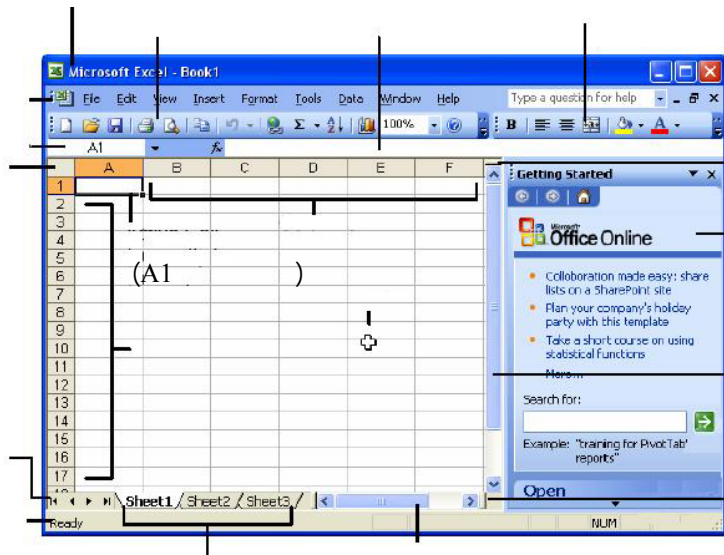 Microsoft Excel - Book1
File Edit View Insert Format Tools Data Window Help
Type a question for help
100%
B A
A1 fx
A B C D E F
Getting Started
1
2
3
4
5
6
7
8
9
10
11
12
13
14
15
16
17
(A1 )
Microsoft
Office Online
Colloboration made easy: share
lists on a SharePoint site
Plan your company's holiday
party with this template
Take a short course on using
statistical functions
More...
Search for:
Example: "training for PivotTab'
reports"
Open
Sheet1 Sheet2 Sheet3
Ready
NUM